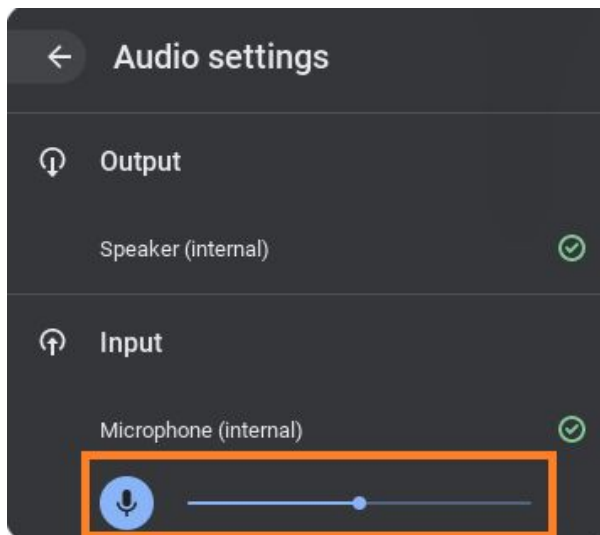 Audio settings
Output
Speaker (internal)
Input
Microphone (internal)